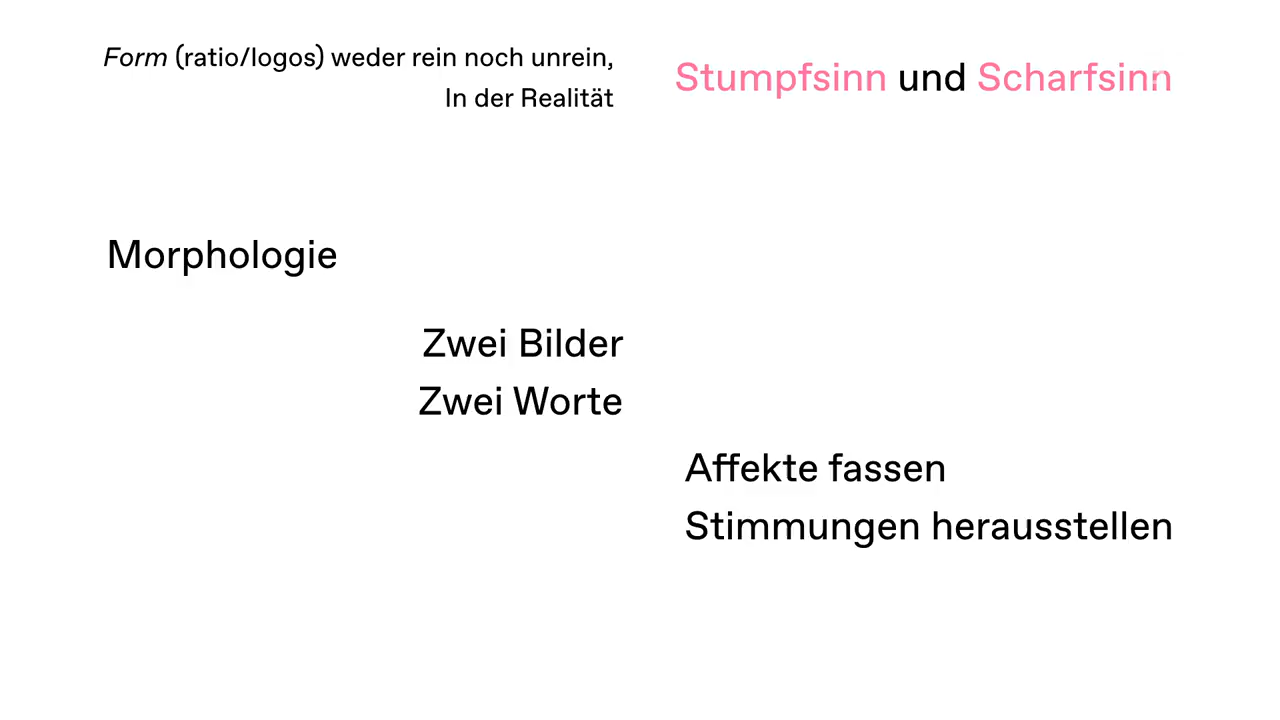 Form (ratio/logos) weder rein noch unrein,
In der Realität
Stumpfsinn und Scharfsinn
Morphologie
Zwei Bilder
Zwei Worte
Affekte fassen
Stimmungen herausstellen